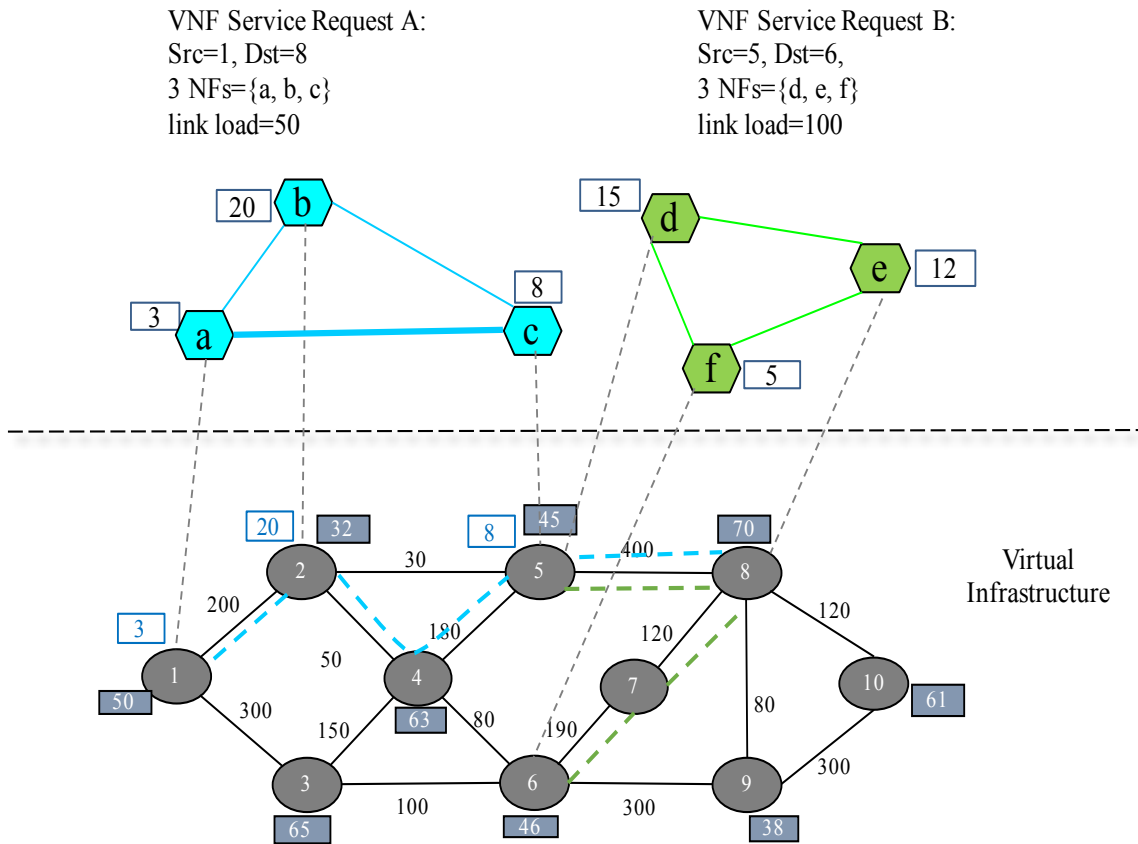 VNF Service Request A:
Src=1, Dst=8
3 NFs={a, b, c}
link load=50
VNF Service Request B:
Src=5, Dst=6,
3 NFs={d, e, f}
link load=100
b
20
a
3
c
8
d
15
e
12
f
5
20
32
8
45
70
2
30
5
400
8
Virtual
Infrastructure
200
3
180
120
120
1
50
50
4
63
7
10
61
300
150
80
190
80
300
3
65
100
6
46
300
9
38